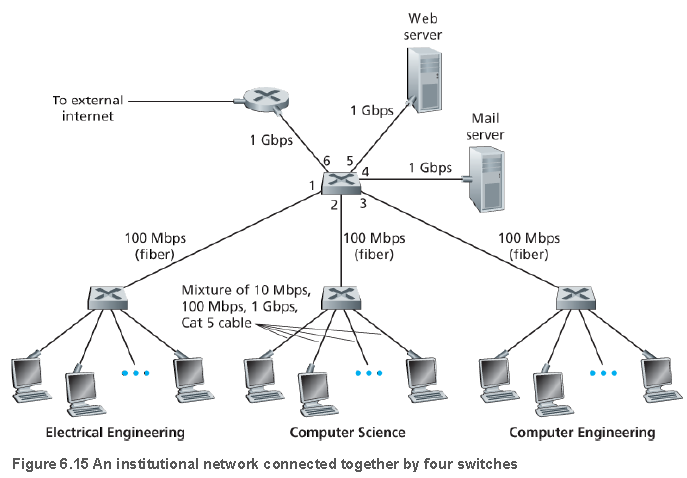 Web
server
To external
internet
1 Gbps
1 Gbps
Mail
server
1 Gbps
6
5
4
1
2
3
100 Mbps
(fiber)
100 Mbps
(fiber)
100 Mbps
(fiber)
Mixture of 10 Mbps,
100 Mbps, 1 Gbps,
Cat 5 cable
Electrical Engineering
Computer Science
Computer Engineering
Figure 6.15 An institutional network connected together by four switches